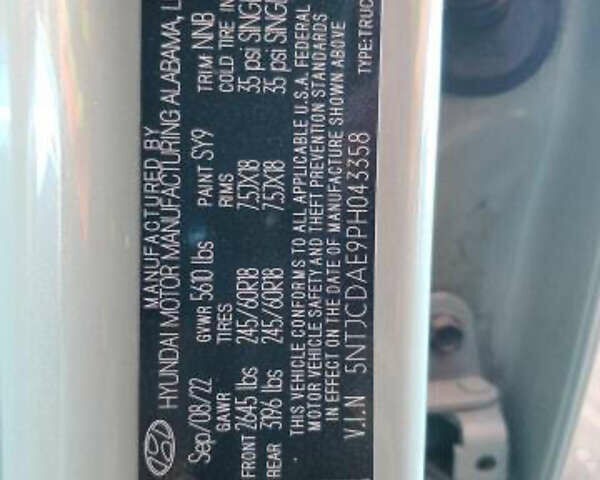 MANUFACTURED BY
HYUNDAI MOTOR MANUFACTURING ALABAMA, L
Sep/08/22 GVWR 5610 lbs PAINT SY9 TRIM NNB
GAWR TIRES RIMS COLD TIRE IN
FRONT 2645 lbs 245/60R18 7.5JX18 35 psi SINGL
REAR 3196 lbs 245/60R18 7.5JX18 35 psi SINGL
THIS VEHICLE CONFORMS TO ALL APPLICABLE U.S.A. FEDERAL
MOTOR VEHICLE SAFETY AND THEFT PREVENTION STANDARDS
IN EFFECT ON THE DATE OF MANUFACTURE SHOWN ABOVE
V.I.N 5NTJCDAE9PH043358 TYPE:TRUC